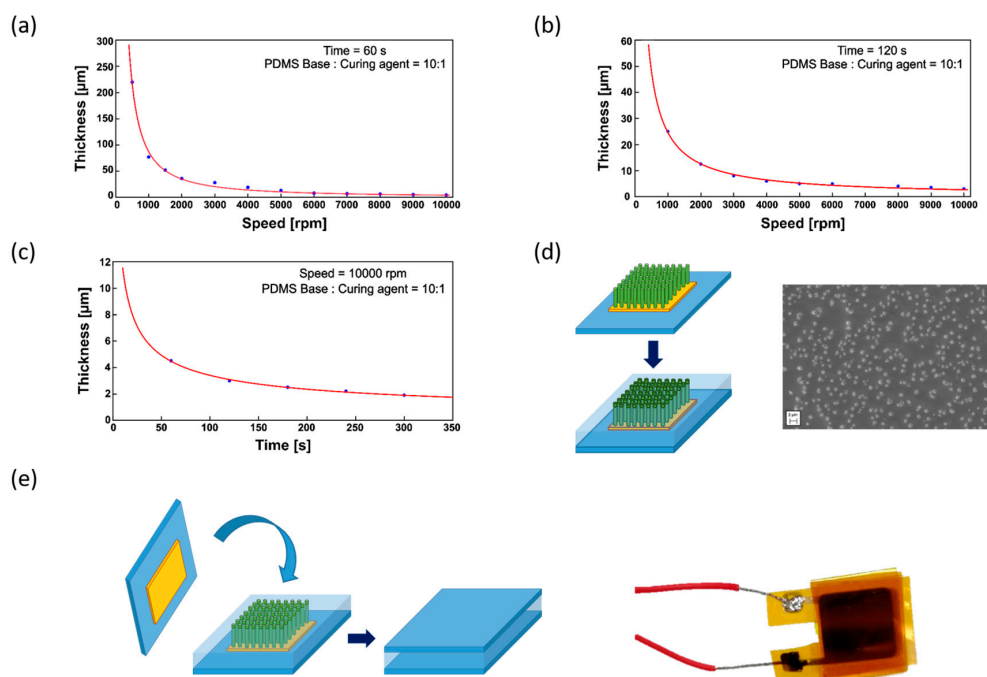 (a)
300
250
200
150
100
50
0
Thickness [µm]
Time = 60 s
PDMS Base : Curing agent = 10:1
0 1000 2000 3000 4000 5000 6000 7000 8000 9000 10000
Speed [rpm]
(b)
60
50
40
30
20
10
0
Thickness [µm]
Time = 120 s
PDMS Base : Curing agent = 10:1
0 1000 2000 3000 4000 5000 6000 7000 8000 9000 10000
Speed [rpm]
(c)
12
10
8
6
4
2
0
Thickness [µm]
Speed = 10000 rpm
PDMS Base : Curing agent = 10:1
0 50 100 150 200 250 300 350
Time [s]
(d)
(e)